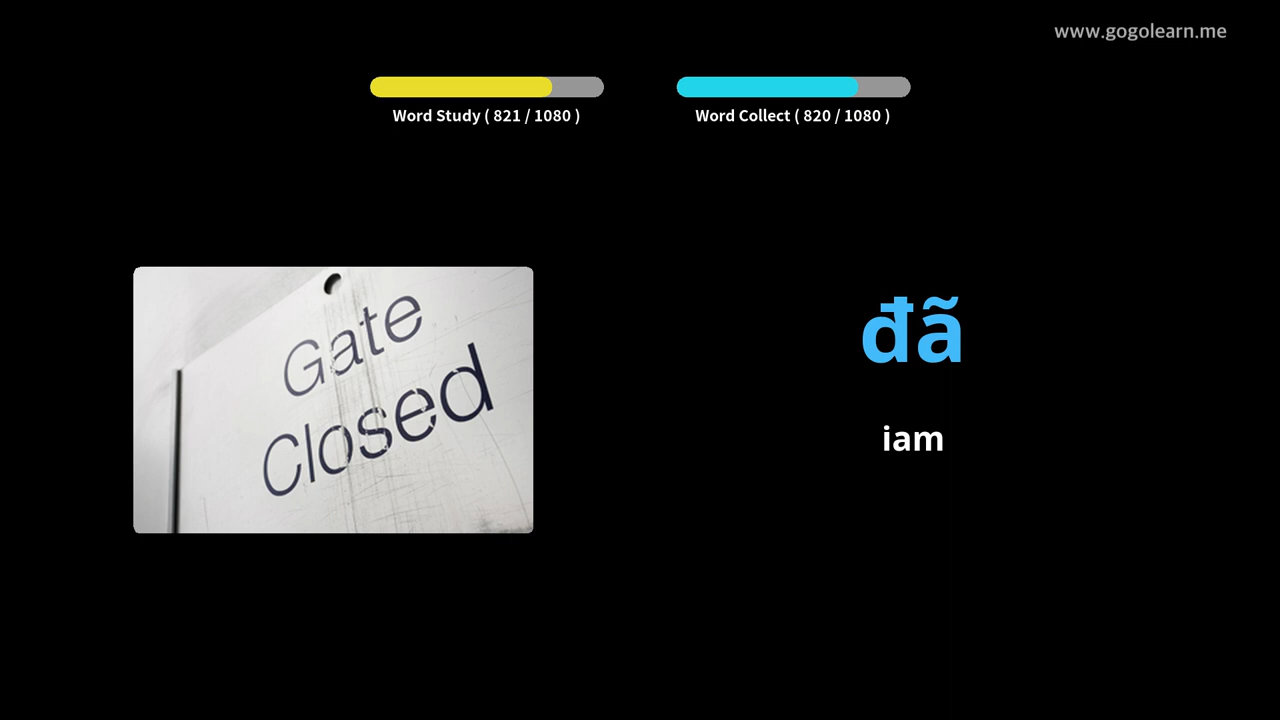 www.gogolearn.me
Word Study ( 821 / 1080 )
Word Collect ( 820 / 1080 )
Gate
Closed
đã
iam